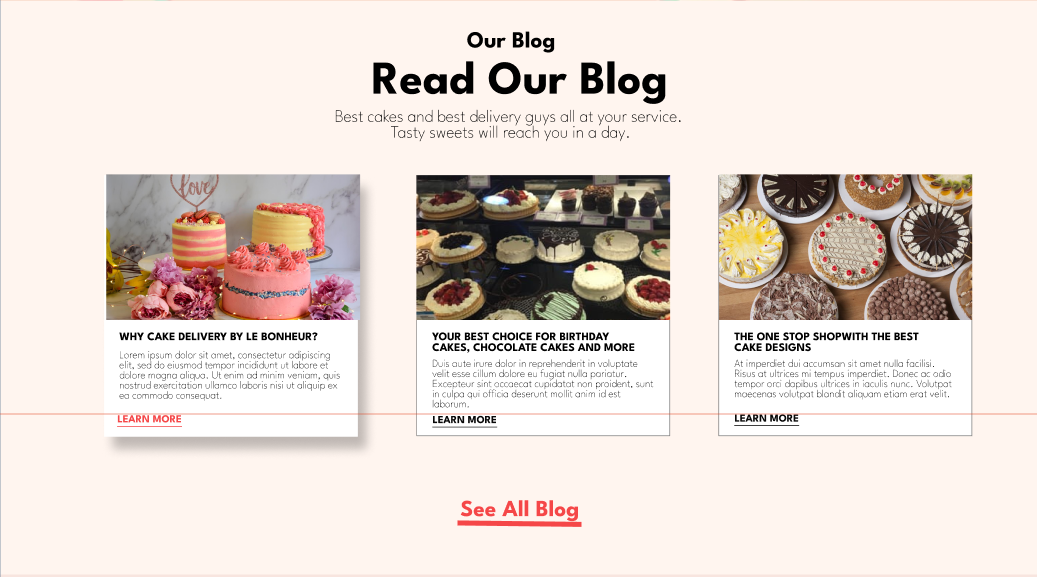 Our Blog
Read Our Blog
Best cakes and best delivery guys all at your service.
Tasty sweets will reach you in a day.
love
WHY CAKE DELIVERY BY LE BONHEUR?
Lorem ipsum dolor sit amet, consectetur adipiscing
elit, sed do eiusmod tempor incididunt ut labore et
dolore magna aliqua. Ut enim ad minim veniam, quis
nostrud exercitation ullamco laboris nisi ut aliquip ex
ea commodo consequat.
LEARN MORE
YOUR BEST CHOICE FOR BIRTHDAY
CAKES, CHOCOLATE CAKES AND MORE
Duis aute irure dolor in reprehenderit in voluptate
velit esse cillum dolore eu fugiat nulla pariatur.
Excepteur sint occaecat cupidatat non proident, sunt
in culpa qui officia deserunt mollit anim id est
laborum.
LEARN MORE
THE ONE STOP SHOPWITH THE BEST
CAKE DESIGNS
At imperdiet dui accumsan sit amet nulla facilisi.
Risus at ultrices mi tempus imperdiet. Donec ac odio
tempor orci dapibus ultrices in iaculis nunc. Volutpat
maecenas volutpat blandit aliquam etiam erat velit.
LEARN MORE
See All Blog